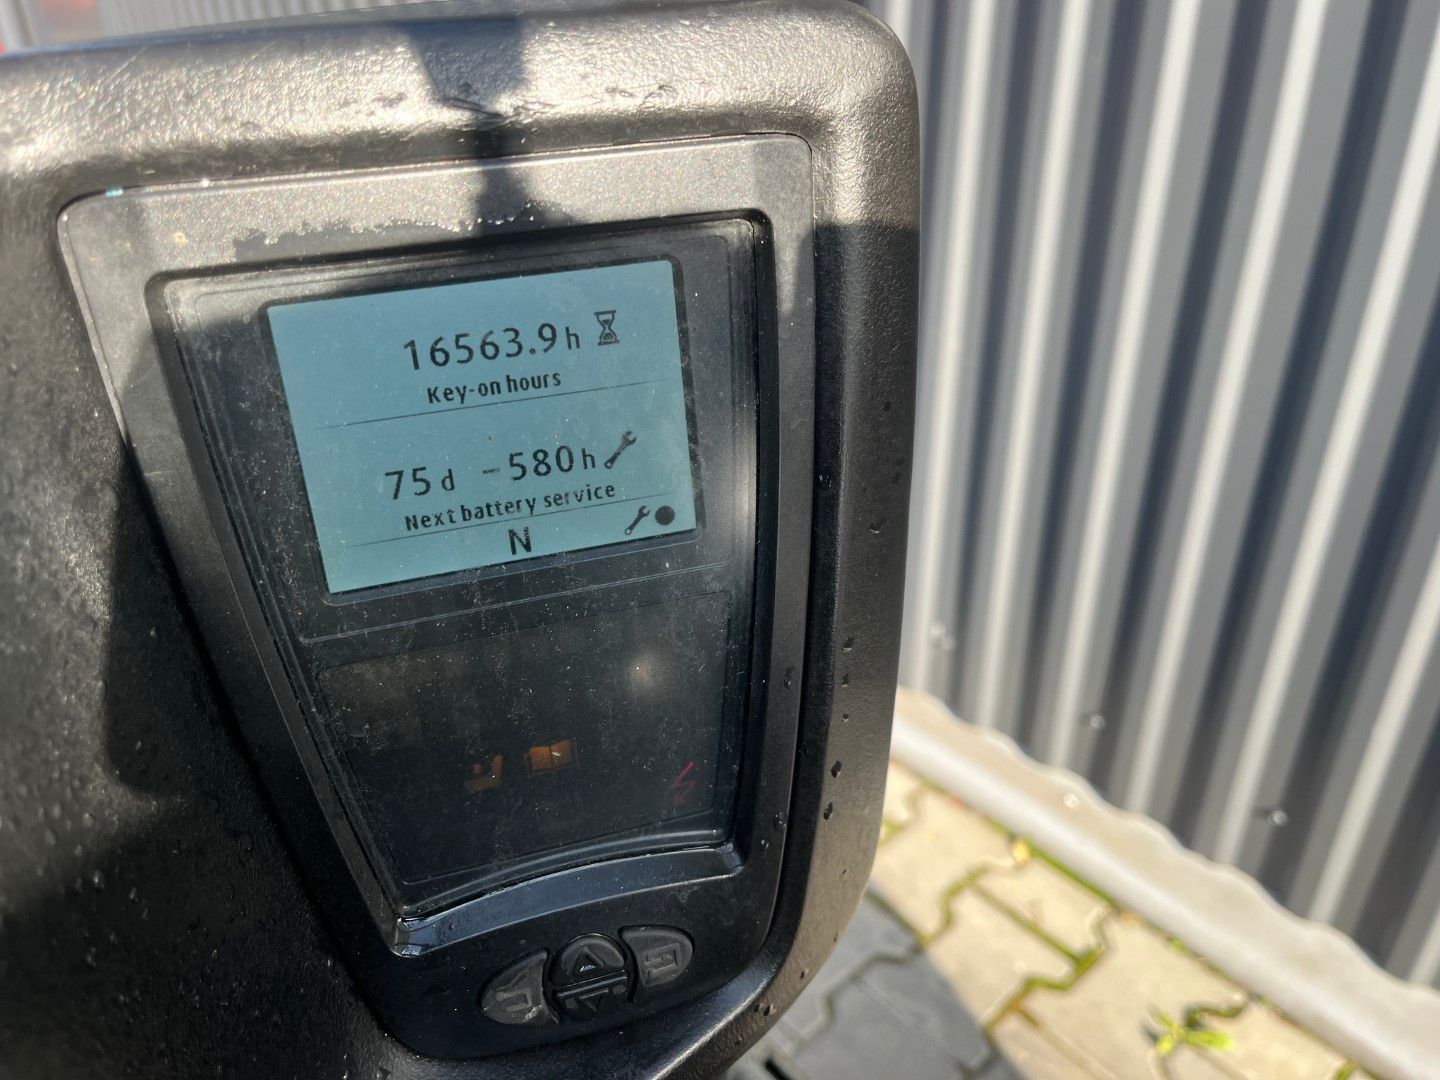 16563.9h
Key-on hours
75d -580h
Next battery service
N